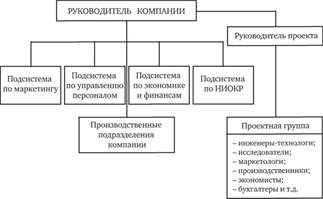 РУКОВОДИТЕЛЬ КОМПАНИИ
Руководитель проекта
Подсистема
по маркетингу
Подсистема
по управлению
персоналом
Подсистема
по экономике
и финансам
Подсистема
по НИОКР
Производственные
подразделения
компании
Проектная группа
– инженеры-технологи;
– исследователи;
– маркетологи;
– производственники;
– экономисты;
– бухгалтеры и т.д.